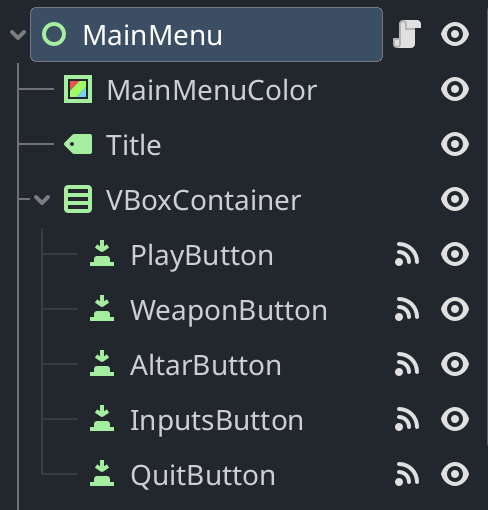 MainMenu
MainMenuColor
Title
VBoxContainer
PlayButton
WeaponButton
AltarButton
InputsButton
QuitButton